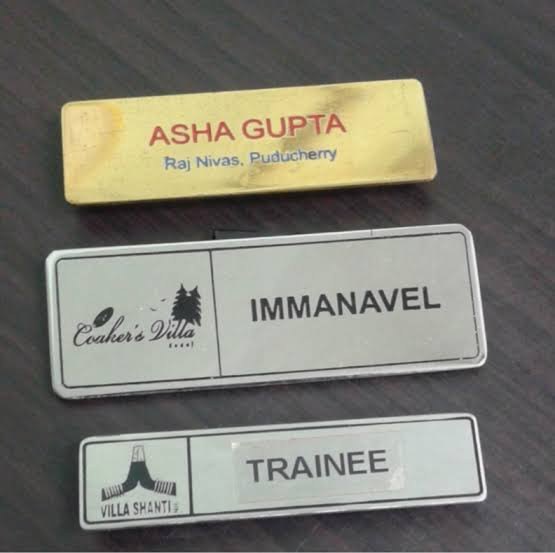 ASHA GUPTA
Raj Nivas, Puducherry
Coaker's Villa
IMMANAVEL
VILLA SHANTI
TRAINEE